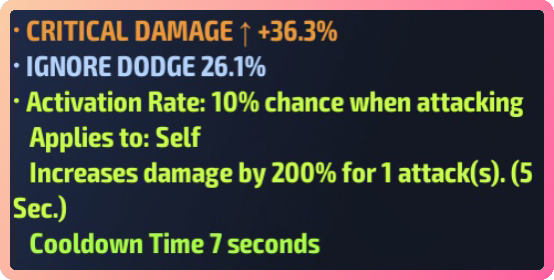 · CRITICAL DAMAGE ↑ +36.3%
· IGNORE DODGE 26.1%
· Activation Rate: 10% chance when attacking
Applies to: Self
Increases damage by 200% for 1 attack(s). (5
Sec.)
Cooldown Time 7 seconds